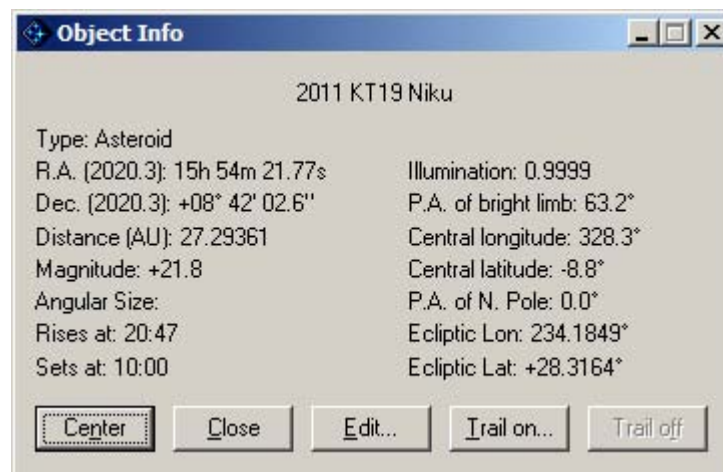 Object Info
2011 KT19 Niku
Type: Asteroid
R.A. (2020.3): 15h 54m 21.77s
Dec. (2020.3): +08° 42' 02.6"
Distance (AU): 27.29361
Magnitude: +21.8
Angular Size:
Rises at: 20:47
Sets at: 10:00
Illumination: 0.9999
P.A. of bright limb: 63.2°
Central longitude: 328.3°
Central latitude: -8.8°
P.A. of N. Pole: 0.0°
Ecliptic Lon: 234.1849°
Ecliptic Lat: +28.3164°
Center Close Edit... Trail on... Trail off